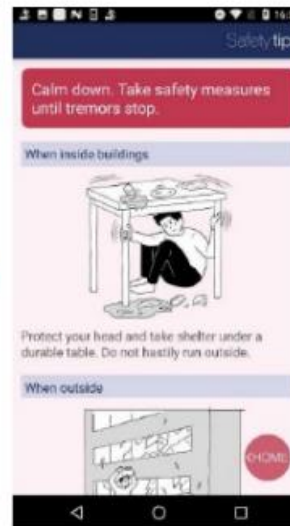 Safety tip
Calm down. Take safety measures
until tremors stop.
When inside buildings
Protect your head and take shelter under a
durable table. Do not hastily run outside.
When outside
HOME